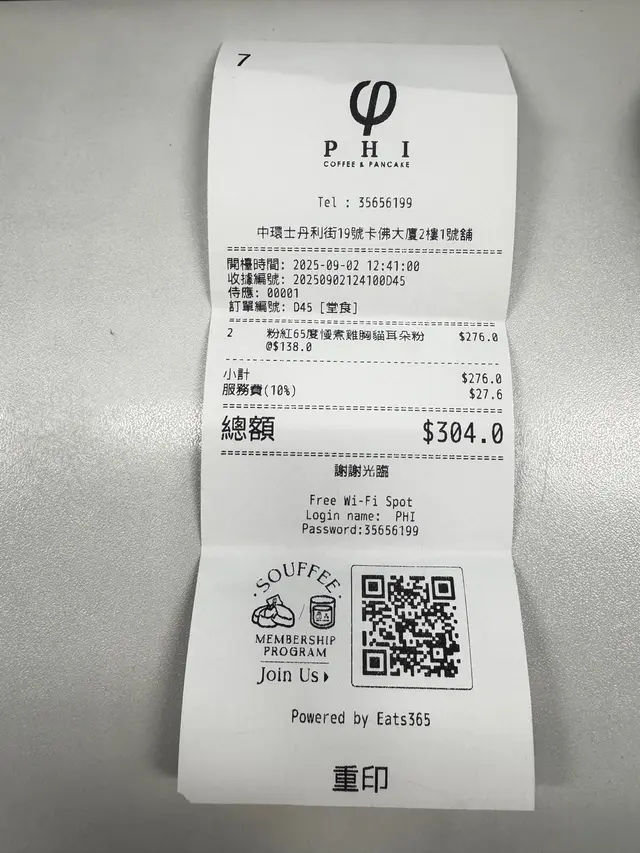 7
φ
PHI
COFFEE & PANCAKE
Tel : 35656199
中環士丹利街19號卡佛大廈2樓1號舖
開檯時間: 2025-09-02 12:41:00
收據編號: 20250902124100D45
侍應: 00001
訂單編號: D45 [堂食]
2 粉紅65度慢煮雞胸貓耳朵粉 $276.0
@$138.0
小計 $276.0
服務費(10%) $27.6
總額 $304.0
謝謝光臨
Free Wi-Fi Spot
Login name: PHI
Password:35656199
·SOUFFEE·
MEMBERSHIP
PROGRAM
Join Us
Powered by Eats365
重印